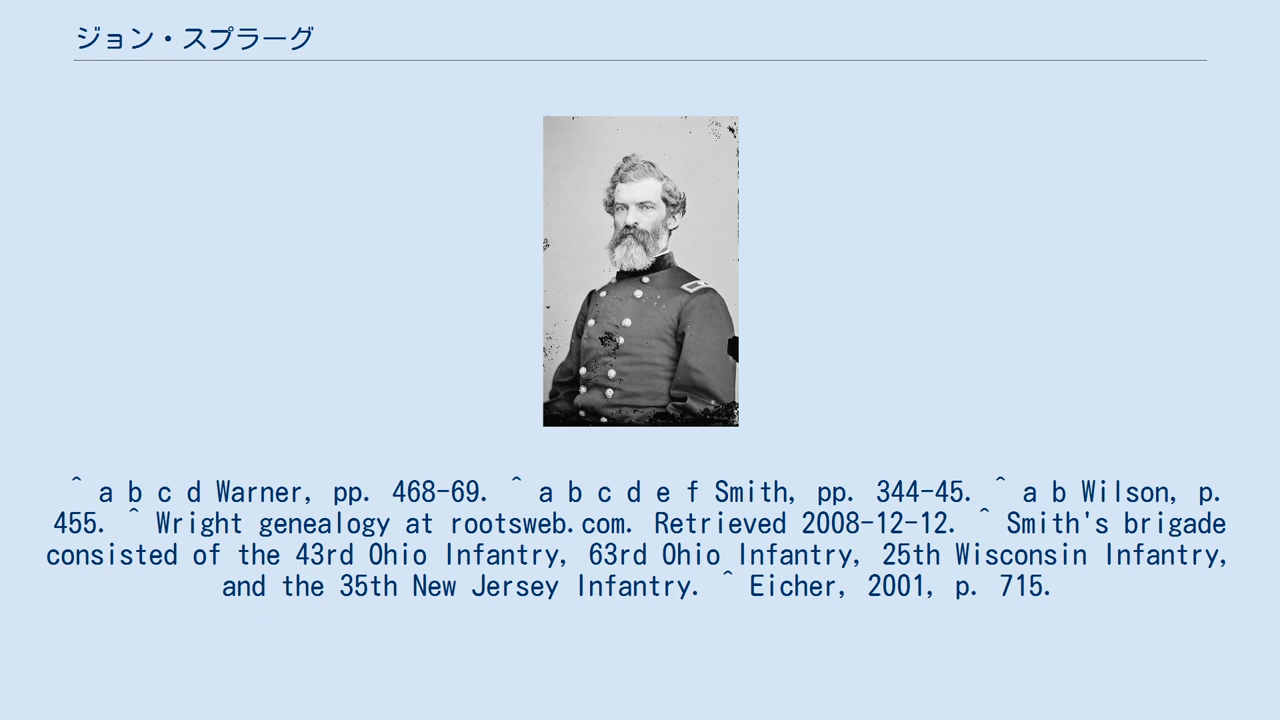 ジョン・スプラーグ
^ a b c d Warner, pp. 468-69. ^ a b c d e f Smith, pp. 344-45. ^ a b Wilson, p.
455. ^ Wright genealogy at rootsweb.com. Retrieved 2008-12-12. ^ Smith's brigade
consisted of the 43rd Ohio Infantry, 63rd Ohio Infantry, 25th Wisconsin Infantry,
and the 35th New Jersey Infantry. ^ Eicher, 2001, p. 715.